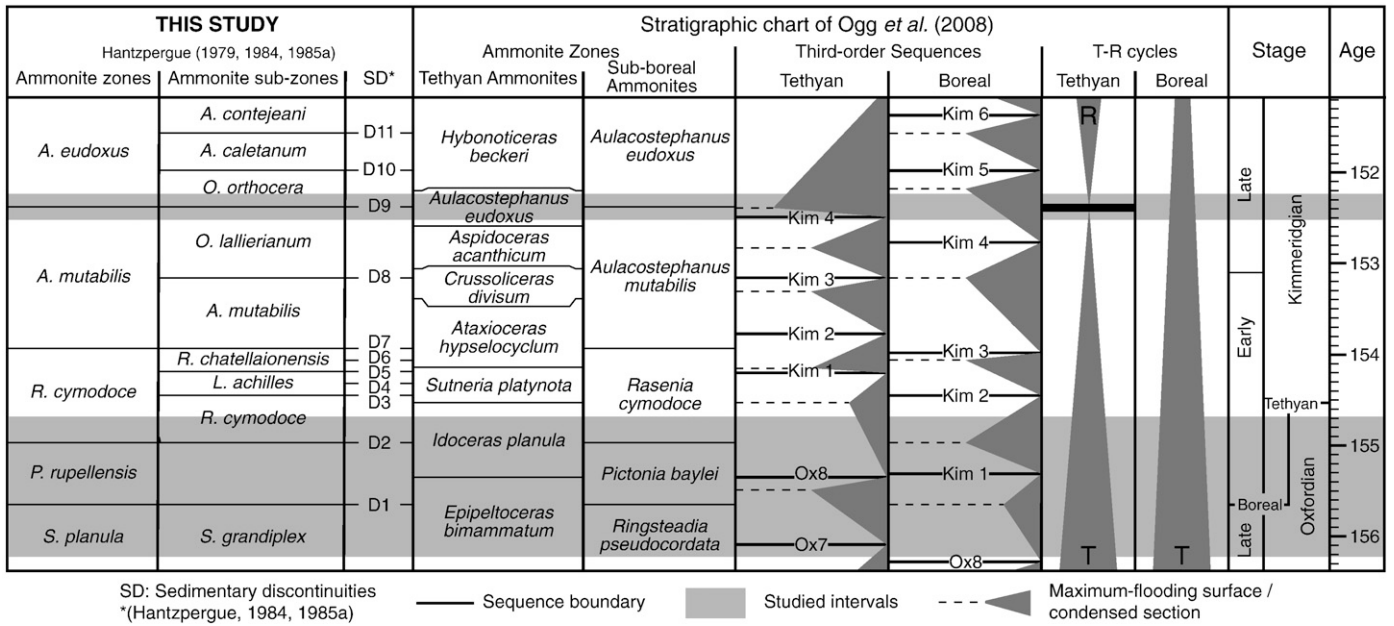 THIS STUDY
Hantzpergue (1979, 1984, 1985a)
Ammonite zones
Ammonite sub-zones
SD*
Stratigraphic chart of Ogg et al. (2008)
Ammonite Zones
Tethyan Ammonites
Sub-boreal
Ammonites
Third-order Sequences
Tethyan
Boreal
T-R cycles
Tethyan
Boreal
Stage
Age
A. eudoxus
A. mutabilis
R. cymodoce
P. rupellensis
S. planula
A. contejeani
A. caletanum
O. orthocera
O. lallierianum
A. mutabilis
R. chatellaionensis
L. achilles
R. cymodoce
S. grandiplex
D11
D10
D9
D8
D7
D6
D5
D4
D3
D2
D1
Hybonoticeras
beckeri
Aulacostephanus
eudoxus
Aspidoceras
acanthicum
Crussoliceras
divisum
Ataxioceras
hypselocyclum
Sutneria platynota
Idoceras planula
Epipeltoceras
bimammatum
Aulacostephanus
eudoxus
Aulacostephanus
mutabilis
Rasenia
cymodoce
Pictonia baylei
Ringsteadia
pseudocordata
Kim 4
Kim 3
Kim 2
Kim 1
Ox8
Ox7
Kim 6
Kim 5
Kim 4
Kim 3
Kim 2
Kim 1
Ox8
R
T
T
Late
Early
Late
Tethyan
Boreal
Kimmeridgian
Oxfordian
152
153
154
155
156
SD: Sedimentary discontinuities
*(Hantzpergue, 1984, 1985a)
Sequence boundary
Studied intervals
Maximum-flooding surface /
condensed section